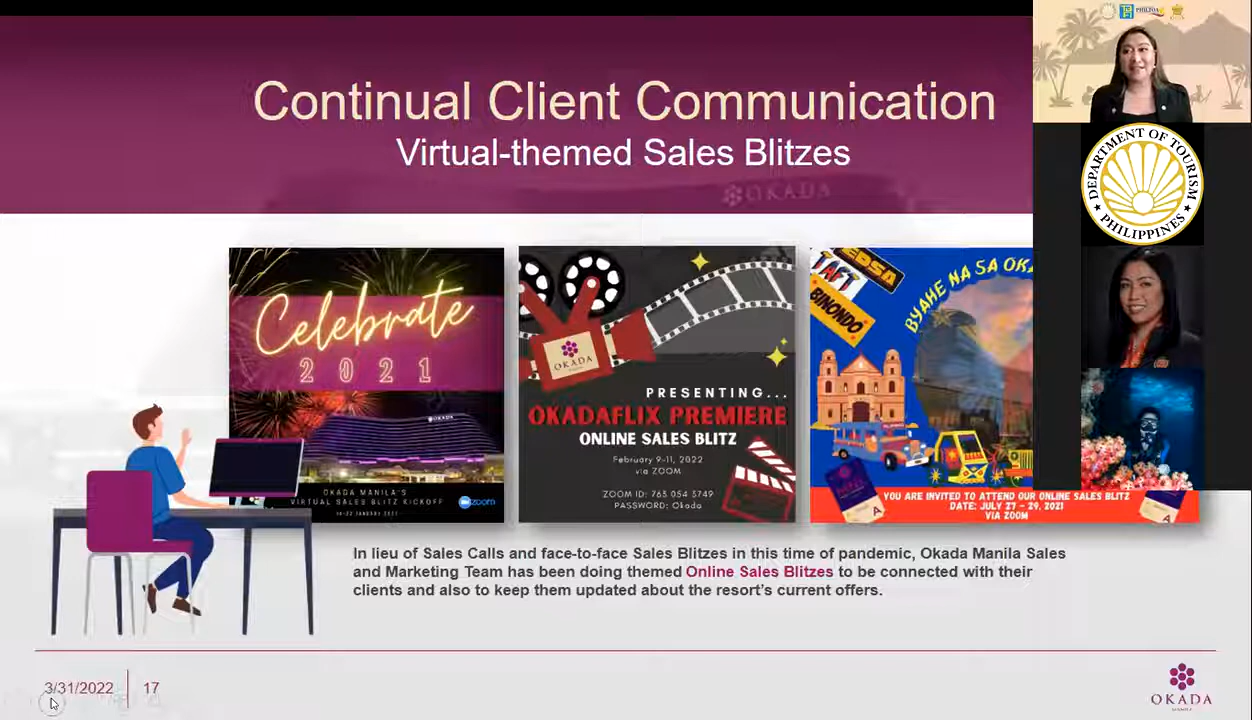 Continual Client Communication
Virtual-themed Sales Blitzes
OKADA
Celebrate
2021
OKADA
OKADA MANILA'S
VIRTUAL SALES BLITZ KICKOFF
zoom
OKADA
PRESENTING...
OKADAFLIX PREMIERE
ONLINE SALES BLITZ
February 9-11, 2022
via ZOOM
ZOOM ID: 763 054 5749
PASSWORD: Okada
EDSA
TAFT
BINONDO
BYAHE NA SA OKA
YOU ARE INVITED TO ATTEND OUR ONLINE SALES BLITZ
DATE: JULY 27 - 29, 2021
VIA ZOOM
DEPARTMENT OF TOURISM
PHILIPPINES
In lieu of Sales Calls and face-to-face Sales Blitzes in this time of pandemic, Okada Manila Sales
and Marketing Team has been doing themed Online Sales Blitzes to be connected with their
clients and also to keep them updated about the resort's current offers.
3/31/2022 17
OKADA